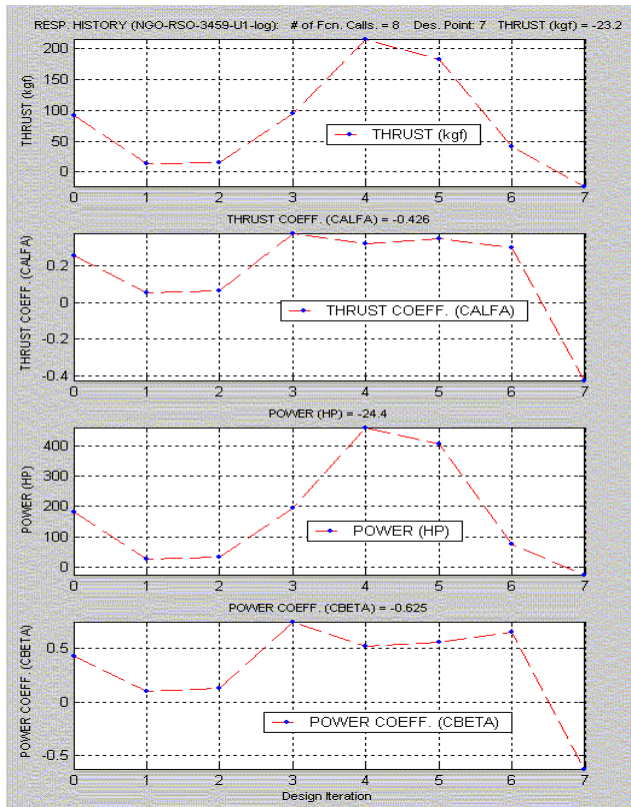 RESP. HISTORY (NGO-RSO-3459-U1-log): # of Fcn. Calls. = 8 Des. Point: 7 THRUST (kgf) = -23.2
200
150
100
50
0
THRUST (kgf)
THRUST (kgf)
0 1 2 3 4 5 6 7
THRUST COEFF. (CALFA) = -0.426
0.2
0
-0.2
-0.4
THRUST COEFF. (CALFA)
THRUST COEFF. (CALFA)
0 1 2 3 4 5 6 7
POWER (HP) = -24.4
400
300
200
100
0
POWER (HP)
POWER (HP)
0 1 2 3 4 5 6 7
POWER COEFF. (CBETA) = -0.625
0.5
0
-0.5
POWER COEFF. (CBETA)
POWER COEFF. (CBETA)
0 1 2 3 4 5 6 7
Design Iteration